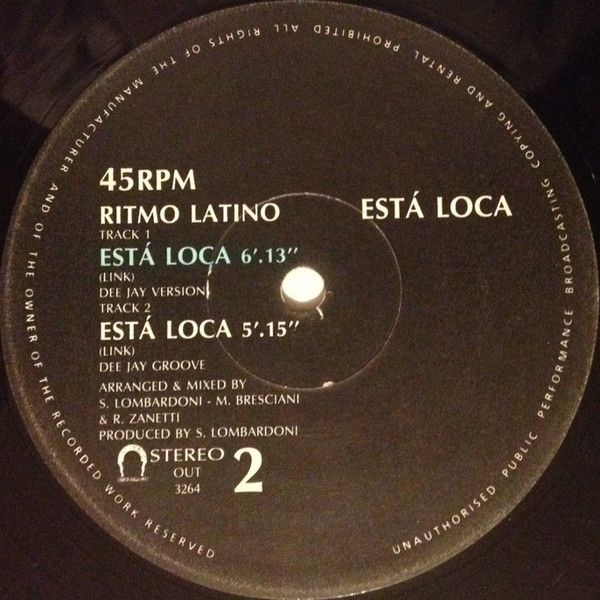 45RPM
RITMO LATINO
ESTÁ LOCA
TRACK 1
ESTÁ LOCA 6'.13''
(LINK)
DEE JAY VERSION
TRACK 2
ESTÁ LOCA 5'.15''
(LINK)
DEE JAY GROOVE
ARRANGED & MIXED BY
S. LOMBARDONI - M. BRESCIANI
& R. ZANETTI
PRODUCED BY S. LOMBARDONI
STEREO
OUT
3264
2
ALL RIGHTS OF THE MANUFACTURER AND OF THE OWNER OF THE RECORDED WORK RESERVED
UNAUTHORISED PUBLIC PERFORMANCE BROADCASTING COPYING AND RENTAL PROHIBITED